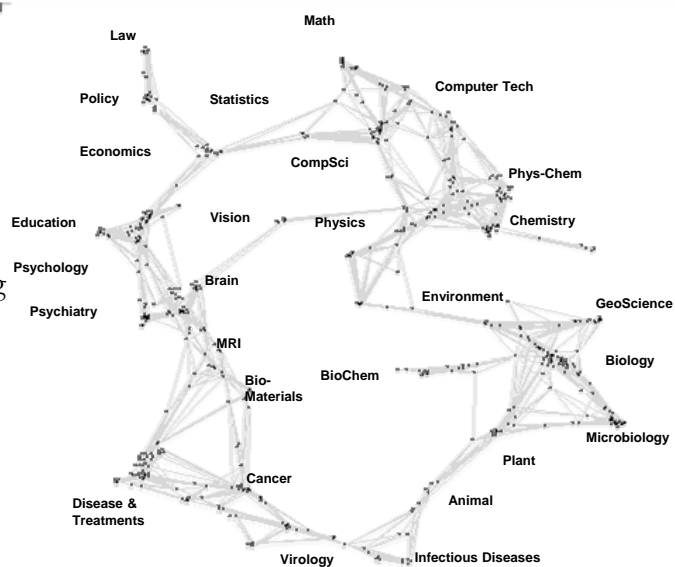 Math
Law
Computer Tech
Policy
Statistics
Economics
CompSci
Phys-Chem
Education
Vision
Physics
Chemistry
Psychology
Brain
g
Environment
GeoScience
Psychiatry
MRI
Biology
BioChem
Bio-
Materials
Microbiology
Plant
Cancer
Animal
Disease &
Treatments
Virology
Infectious Diseases